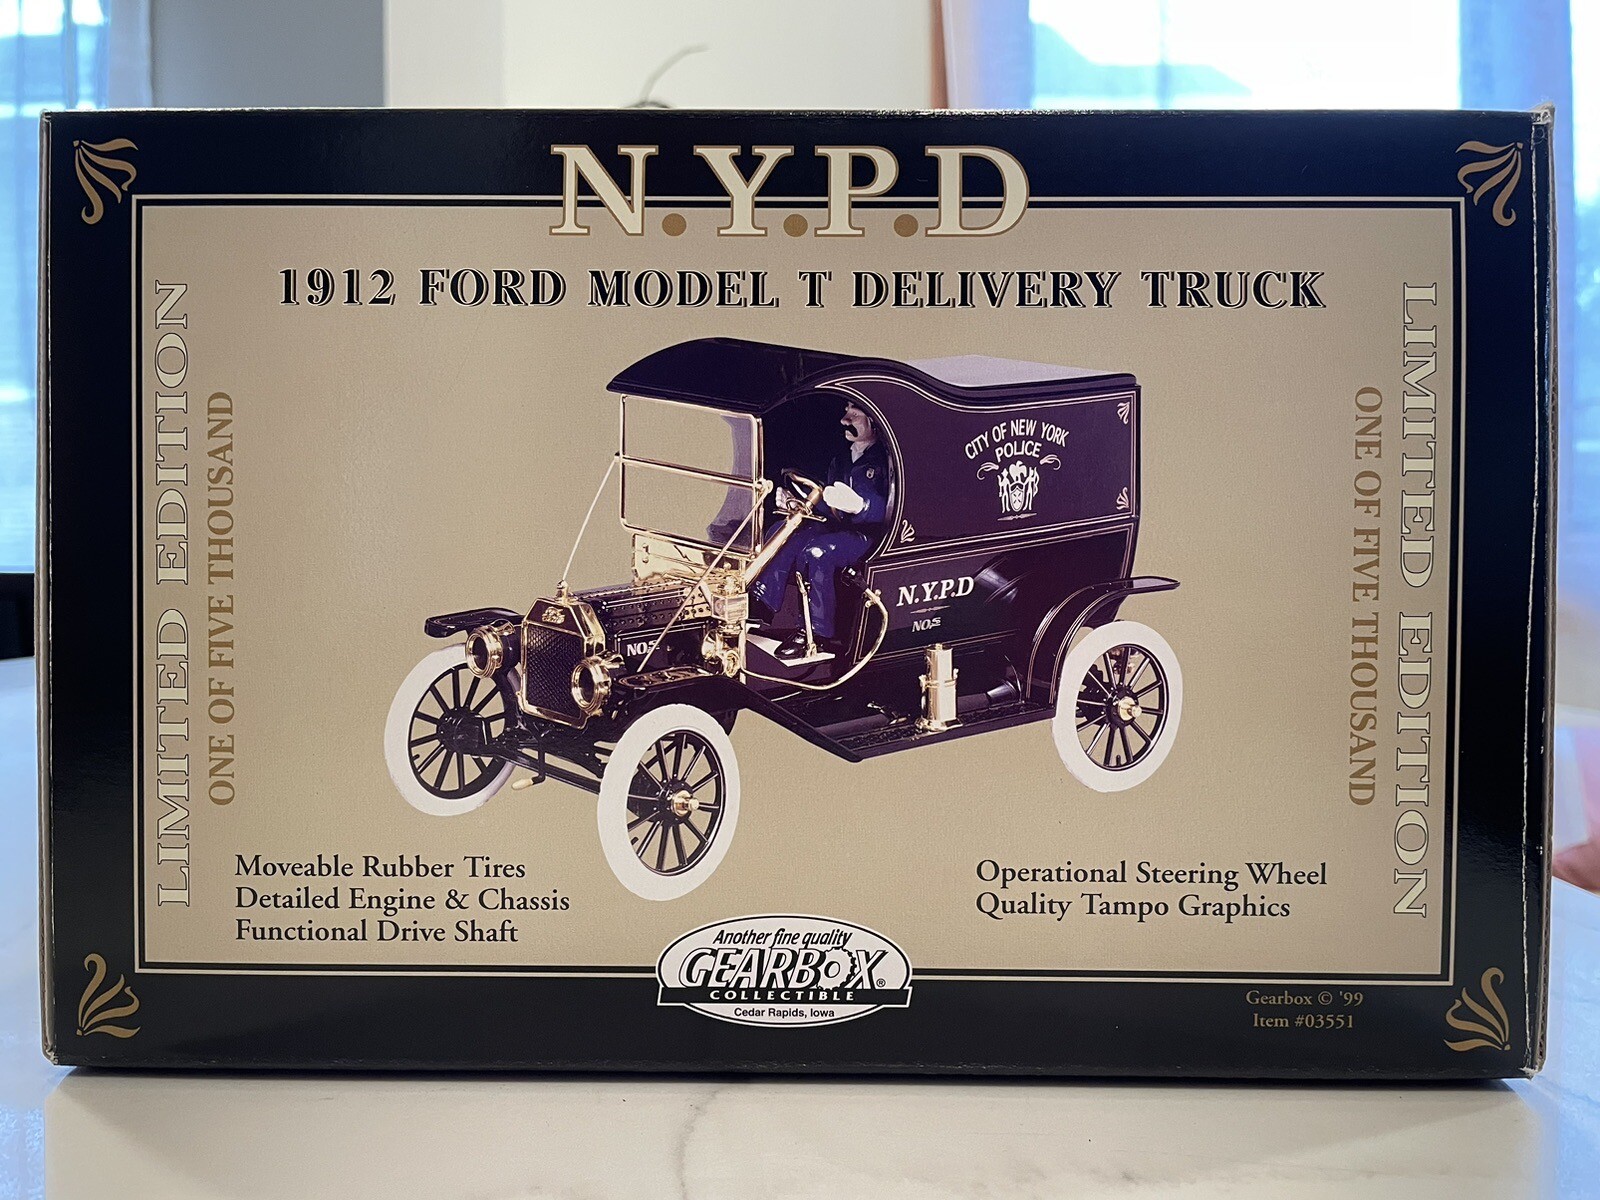 N.Y.P.D
1912 FORD MODEL T DELIVERY TRUCK
LIMITED EDITION
ONE OF FIVE THOUSAND
CITY OF NEW YORK
POLICE
N.Y.P.D
NO
NO
ONE OF FIVE THOUSAND
LIMITED EDITION
Moveable Rubber Tires
Detailed Engine & Chassis
Functional Drive Shaft
Operational Steering Wheel
Quality Tampo Graphics
Another fine quality
GEARBOX®
COLLECTIBLE
Cedar Rapids, Iowa
Gearbox © '99
Item #03551